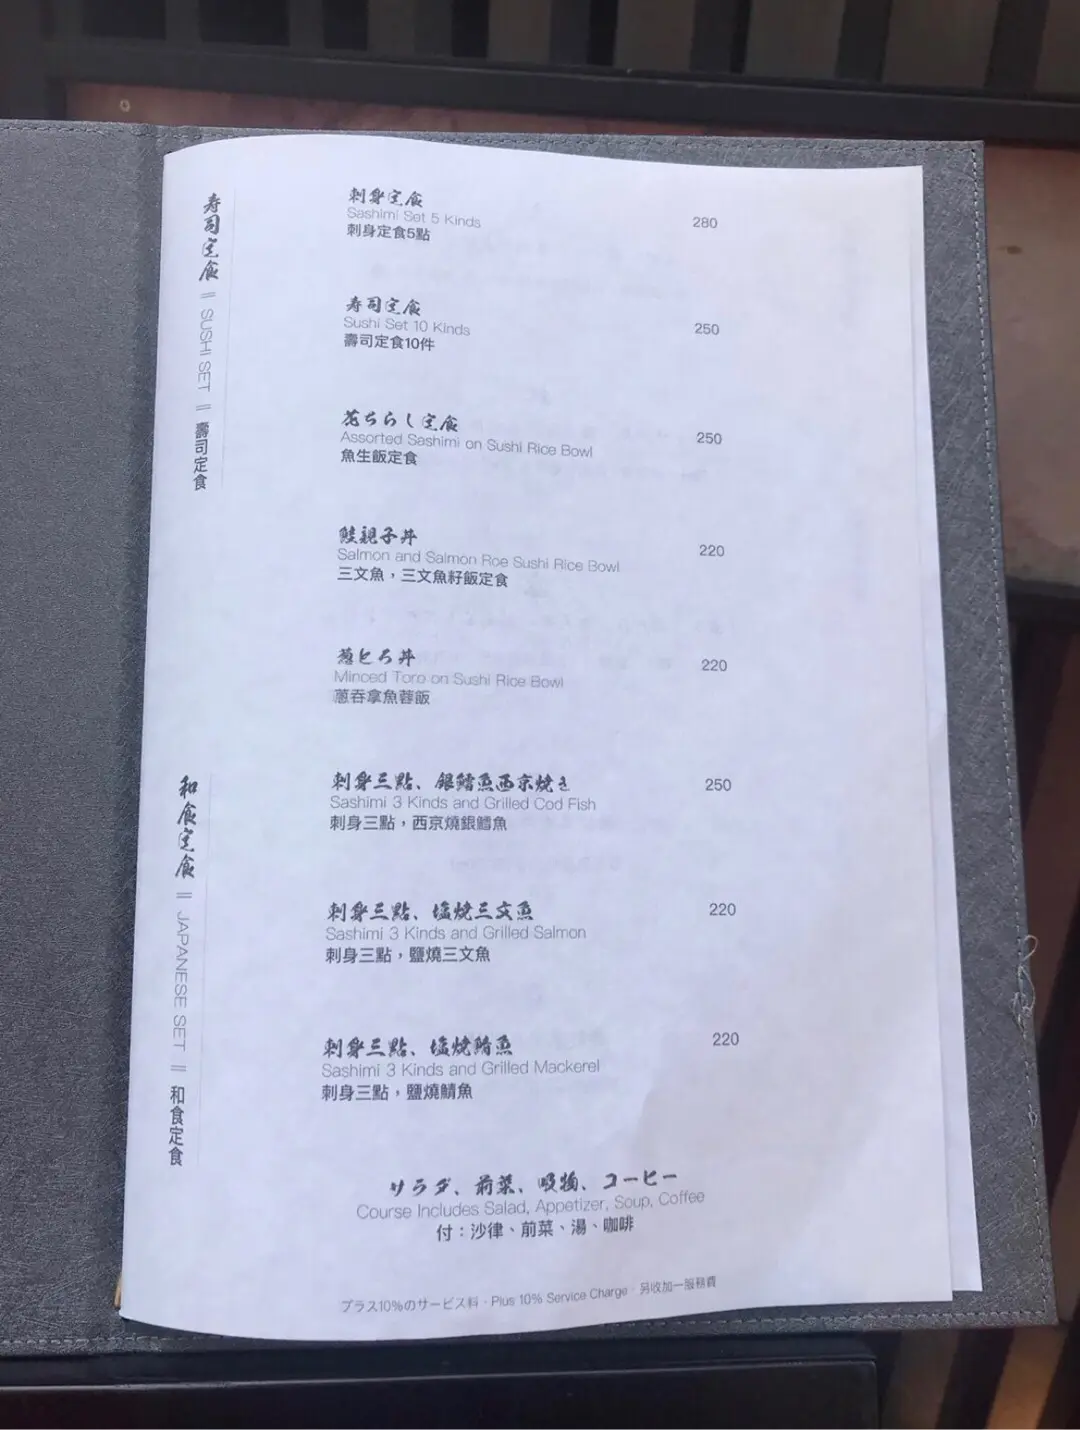 寿司定食 || SUSHI SET || 壽司定食
刺身定食
Sashimi Set 5 Kinds
280
刺身定食5點
寿司定食
Sushi Set 10 Kinds
250
壽司定食10件
花ちらし定食
Assorted Sashimi on Sushi Rice Bowl
250
魚生飯定食
鮭親子丼
Salmon and Salmon Roe Sushi Rice Bowl
220
三文魚，三文魚籽飯定食
葱とろ丼
Minced Toro on Sushi Rice Bowl
220
蔥吞拿魚蓉飯
和食定食 || JAPANESE SET || 和食定食
刺身三點、銀鱈魚西京焼き
Sashimi 3 Kinds and Grilled Cod Fish
250
刺身三點，西京燒銀鱈魚
刺身三點、塩焼三文魚
Sashimi 3 Kinds and Grilled Salmon
220
刺身三點，鹽燒三文魚
刺身三點、塩焼鯖魚
Sashimi 3 Kinds and Grilled Mackerel
220
刺身三點，鹽燒鯖魚
サラダ、前菜、吸物、コーヒー
Course Includes Salad, Appetizer, Soup, Coffee
付：沙律、前菜、湯、咖啡
プラス10%のサービス料 · Plus 10% Service Charge · 另收加一服務費